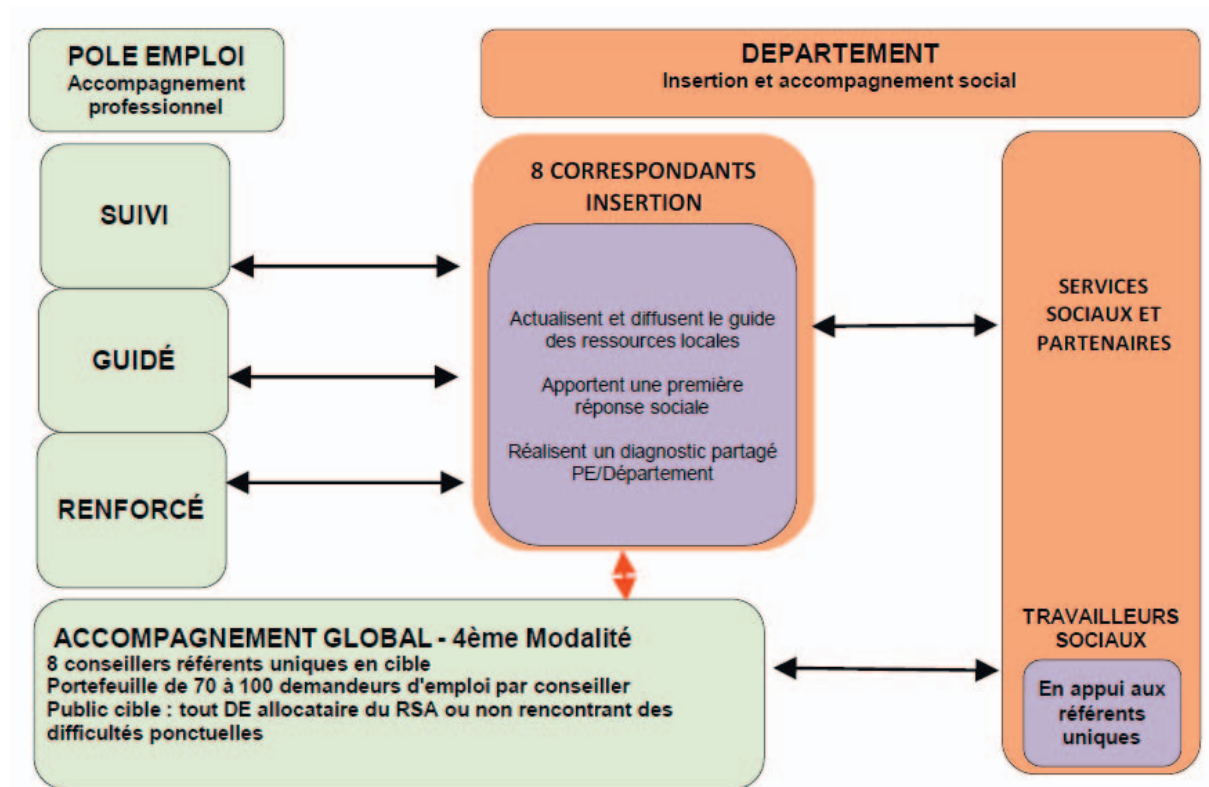 POLE EMPLOI
Accompagnement
professionnel
DEPARTEMENT
Insertion et accompagnement social
SUIVI
GUIDÉ
RENFORCÉ
8 CORRESPONDANTS
INSERTION
Actualisent et diffusent le guide
des ressources locales
Apportent une première
réponse sociale
Réalisent un diagnostic partagé
PE/Département
SERVICES
SOCIAUX ET
PARTENAIRES
ACCOMPAGNEMENT GLOBAL - 4ème Modalité
8 conseillers référents uniques en cible
Portefeuille de 70 à 100 demandeurs d'emploi par conseiller
Public cible : tout DE allocataire du RSA ou non rencontrant des
difficultés ponctuelles
TRAVAILLEURS
SOCIAUX
En appui aux
référents
uniques